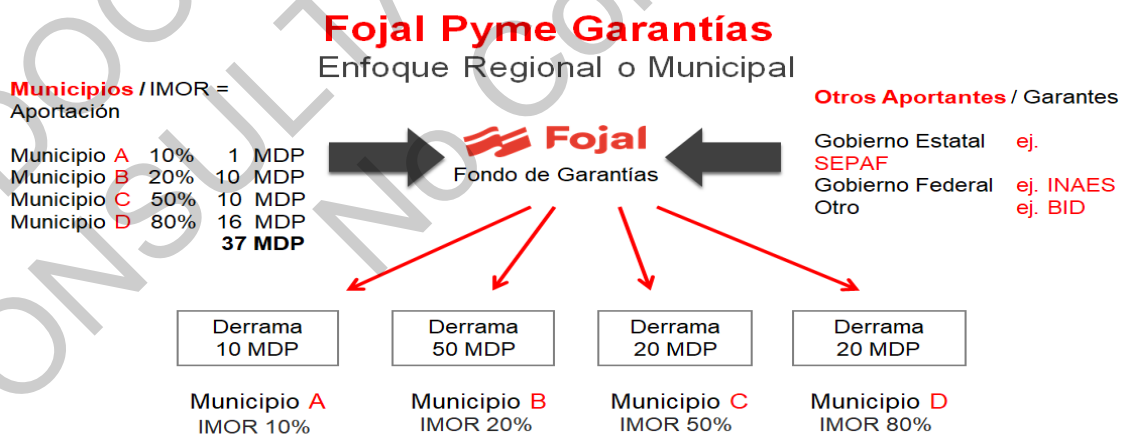 Fojal Pyme Garantías
Enfoque Regional o Municipal
Municipios / IMOR =
Aportación
Municipio A 10% 1 MDP
Municipio B 20% 10 MDP
Municipio C 50% 10 MDP
Municipio D 80% 16 MDP
37 MDP
Fojal
Fondo de Garantías
Otros Aportantes / Garantes
Gobierno Estatal ej.
SEPAF
Gobierno Federal ej. INAES
Otro ej. BID
Derrama
10 MDP
Derrama
50 MDP
Derrama
20 MDP
Derrama
20 MDP
Municipio A
IMOR 10%
Municipio B
IMOR 20%
Municipio C
IMOR 50%
Municipio D
IMOR 80%